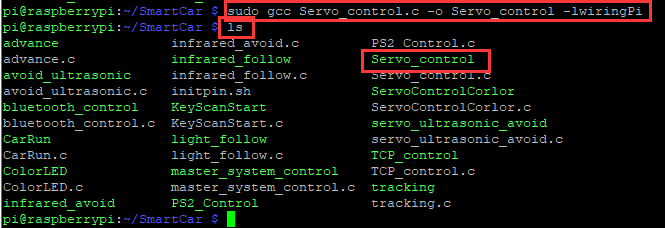 pi@raspberrypi:~/SmartCar $ sudo gcc Servo_control.c -o Servo_control -lwiringPi
pi@raspberrypi:~/SmartCar $ ls
advance infrared_avoid.c PS2_Control.c
advance.c infrared_follow Servo_control
avoid_ultrasonic infrared_follow.c Servo_control.c
avoid_ultrasonic.c initpin.sh ServoControlCorlor
bluetooth_control KeyScanStart ServoControlCorlor.c
bluetooth_control.c KeyScanStart.c servo_ultrasonic_avoid
CarRun light_follow servo_ultrasonic_avoid.c
CarRun.c light_follow.c TCP_control
ColorLED master_system_control TCP_control.c
ColorLED.c master_system_control.c tracking
infrared_avoid PS2_Control tracking.c
pi@raspberrypi:~/SmartCar $